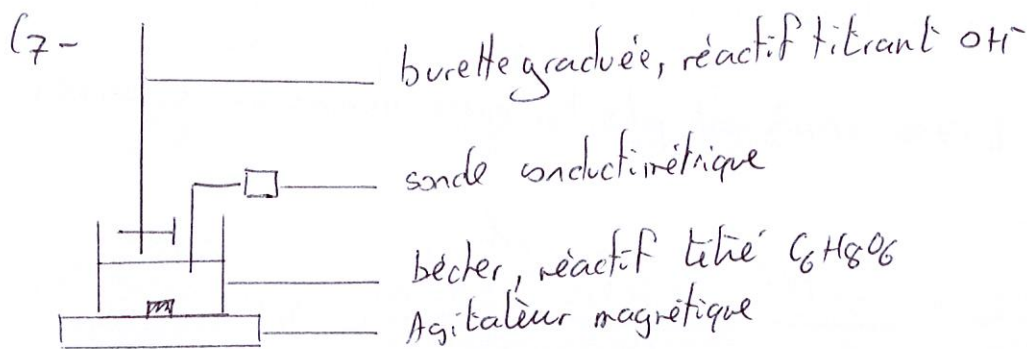 C7-
burette graduée, réactif titrant OH⁻
sonde conductimétrique
bécher, réactif titré C₆H₈O₆
Agitateur magnétique